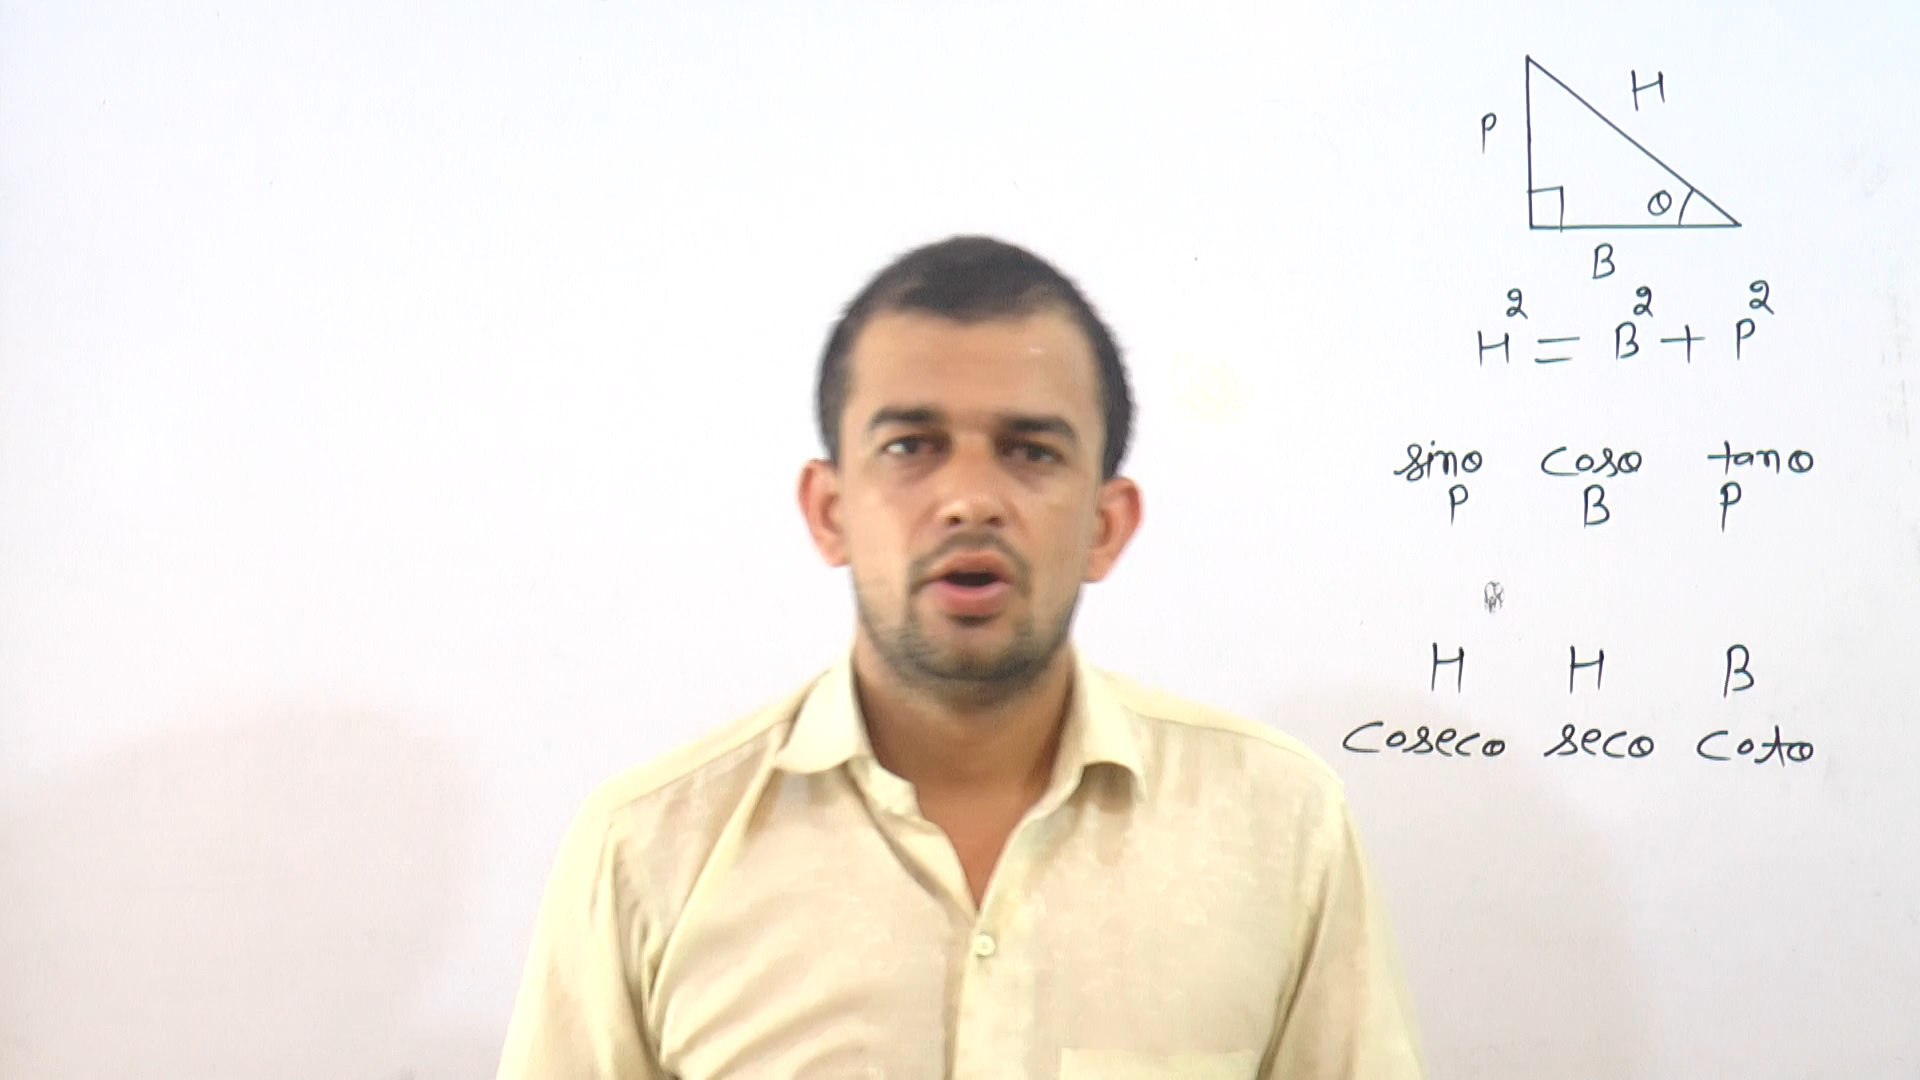 H
P
θ
B
H² = B² + P²
sinθ cosθ tanθ
P B P
H H B
cosecθ secθ cotθ